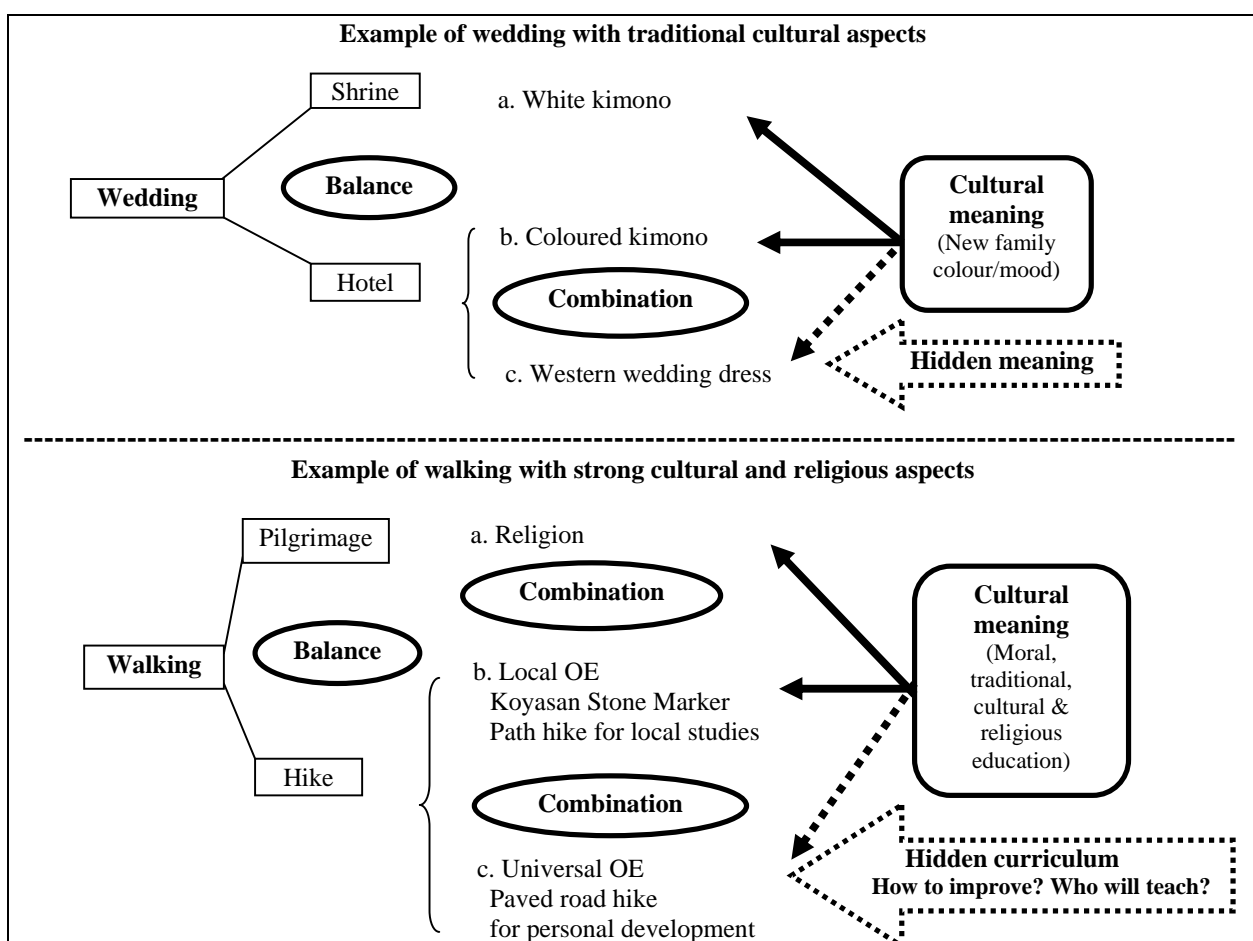 Example of wedding with traditional cultural aspects
Shrine
a. White kimono
Wedding
Balance
Cultural
meaning
(New family
colour/mood)
b. Coloured kimono
Hotel
Combination
c. Western wedding dress
Hidden meaning
Example of walking with strong cultural and religious aspects
Pilgrimage
a. Religion
Combination
Walking
Balance
Cultural
meaning
(Moral,
traditional,
cultural &
religious
education)
b. Local OE
Koyasan Stone Marker
Path hike for local studies
Hike
Combination
c. Universal OE
Paved road hike
for personal development
Hidden curriculum
How to improve? Who will teach?